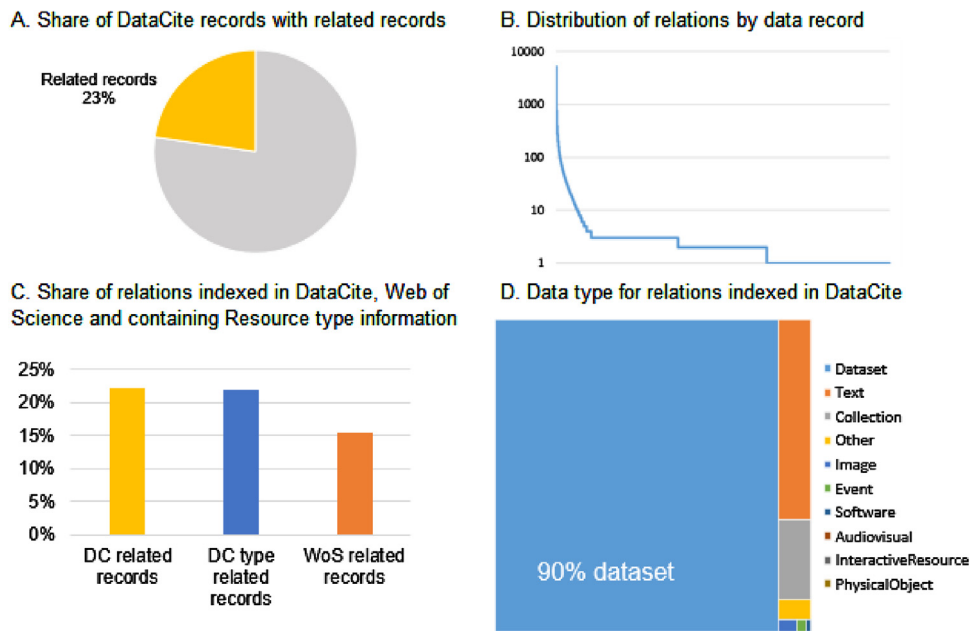 A. Share of DataCite records with related records
Related records
23%
B. Distribution of relations by data record
10000
1000
100
10
1
C. Share of relations indexed in DataCite, Web of
Science and containing Resource type information
25%
20%
15%
10%
5%
0%
DC related
records
DC type
related
records
WoS related
records
D. Data type for relations indexed in DataCite
90% dataset
Dataset
Text
Collection
Other
Image
Event
Software
Audiovisual
InteractiveResource
PhysicalObject